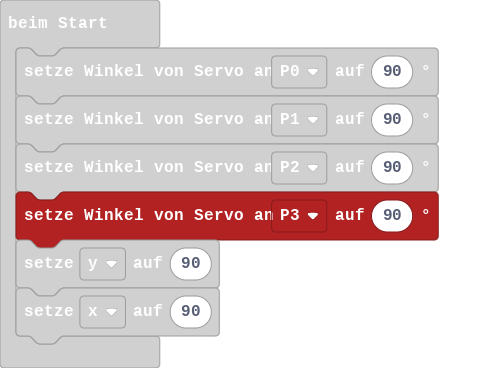 beim Start
setze Winkel von Servo an P0 auf 90 °
setze Winkel von Servo an P1 auf 90 °
setze Winkel von Servo an P2 auf 90 °
setze Winkel von Servo an P3 auf 90 °
setze y auf 90
setze x auf 90